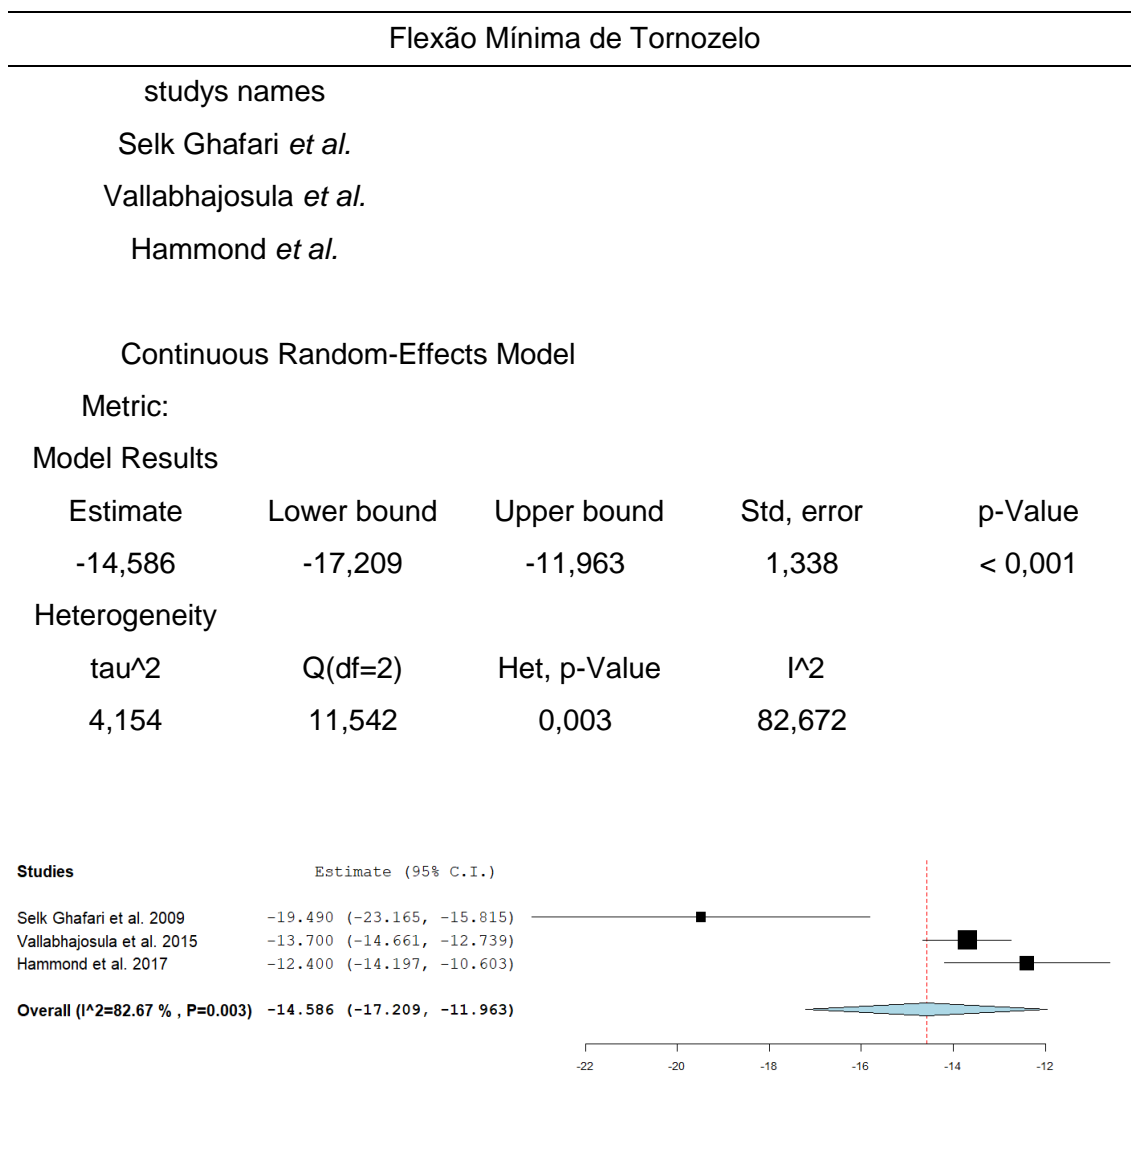 Flexão Mínima de Tornozelo
studys names
Selk Ghafari et al.
Vallabhajosula et al.
Hammond et al.
Continuous Random-Effects Model
Metric:
Model Results
Estimate Lower bound Upper bound Std, error p-Value
-14,586 -17,209 -11,963 1,338 < 0,001
Heterogeneity
tau^2 Q(df=2) Het, p-Value I^2
4,154 11,542 0,003 82,672
Studies Estimate (95% C.I.)
Selk Ghafari et al. 2009 -19.490 (-23.165, -15.815)
Vallabhajosula et al. 2015 -13.700 (-14.661, -12.739)
Hammond et al. 2017 -12.400 (-14.197, -10.603)
Overall (I^2=82.67 % , P=0.003) -14.586 (-17.209, -11.963)
-22 -20 -18 -16 -14 -12